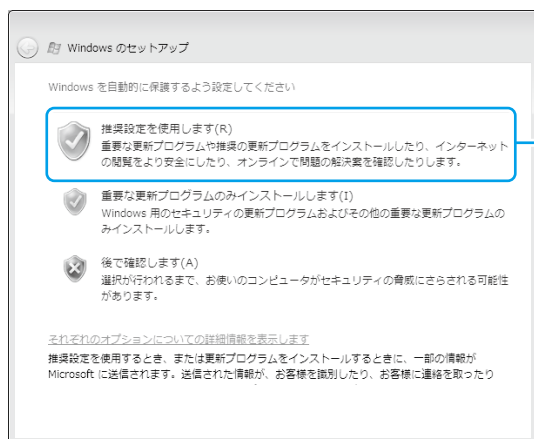 Windows のセットアップ
Windows を自動的に保護するよう設定してください
推奨設定を使用します(R)
重要な更新プログラムや推奨の更新プログラムをインストールしたり、インターネット
の閲覧をより安全にしたり、オンラインで問題の解決案を確認したりします。
重要な更新プログラムのみインストールします(I)
Windows 用のセキュリティの更新プログラムおよびその他の重要な更新プログラムの
みインストールします。
後で確認します(A)
選択が行われるまで、お使いのコンピュータがセキュリティの脅威にさらされる可能性
があります。
それぞれのオプションについての詳細情報を表示します
推奨設定を使用するとき、または更新プログラムをインストールするときに、一部の情報が
Microsoft に送信されます。送信された情報が、お客様を識別したり、お客様に連絡を取ったり